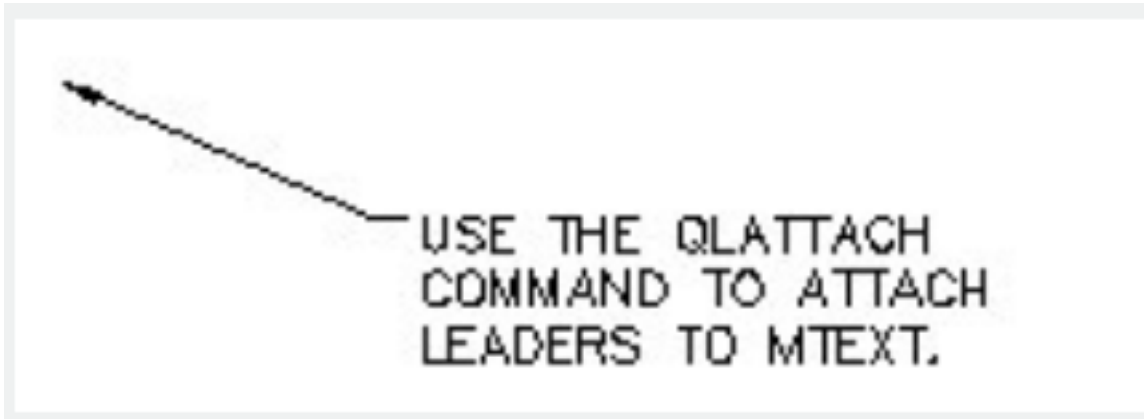 USE THE QLATTACH
COMMAND TO ATTACH
LEADERS TO MTEXT.